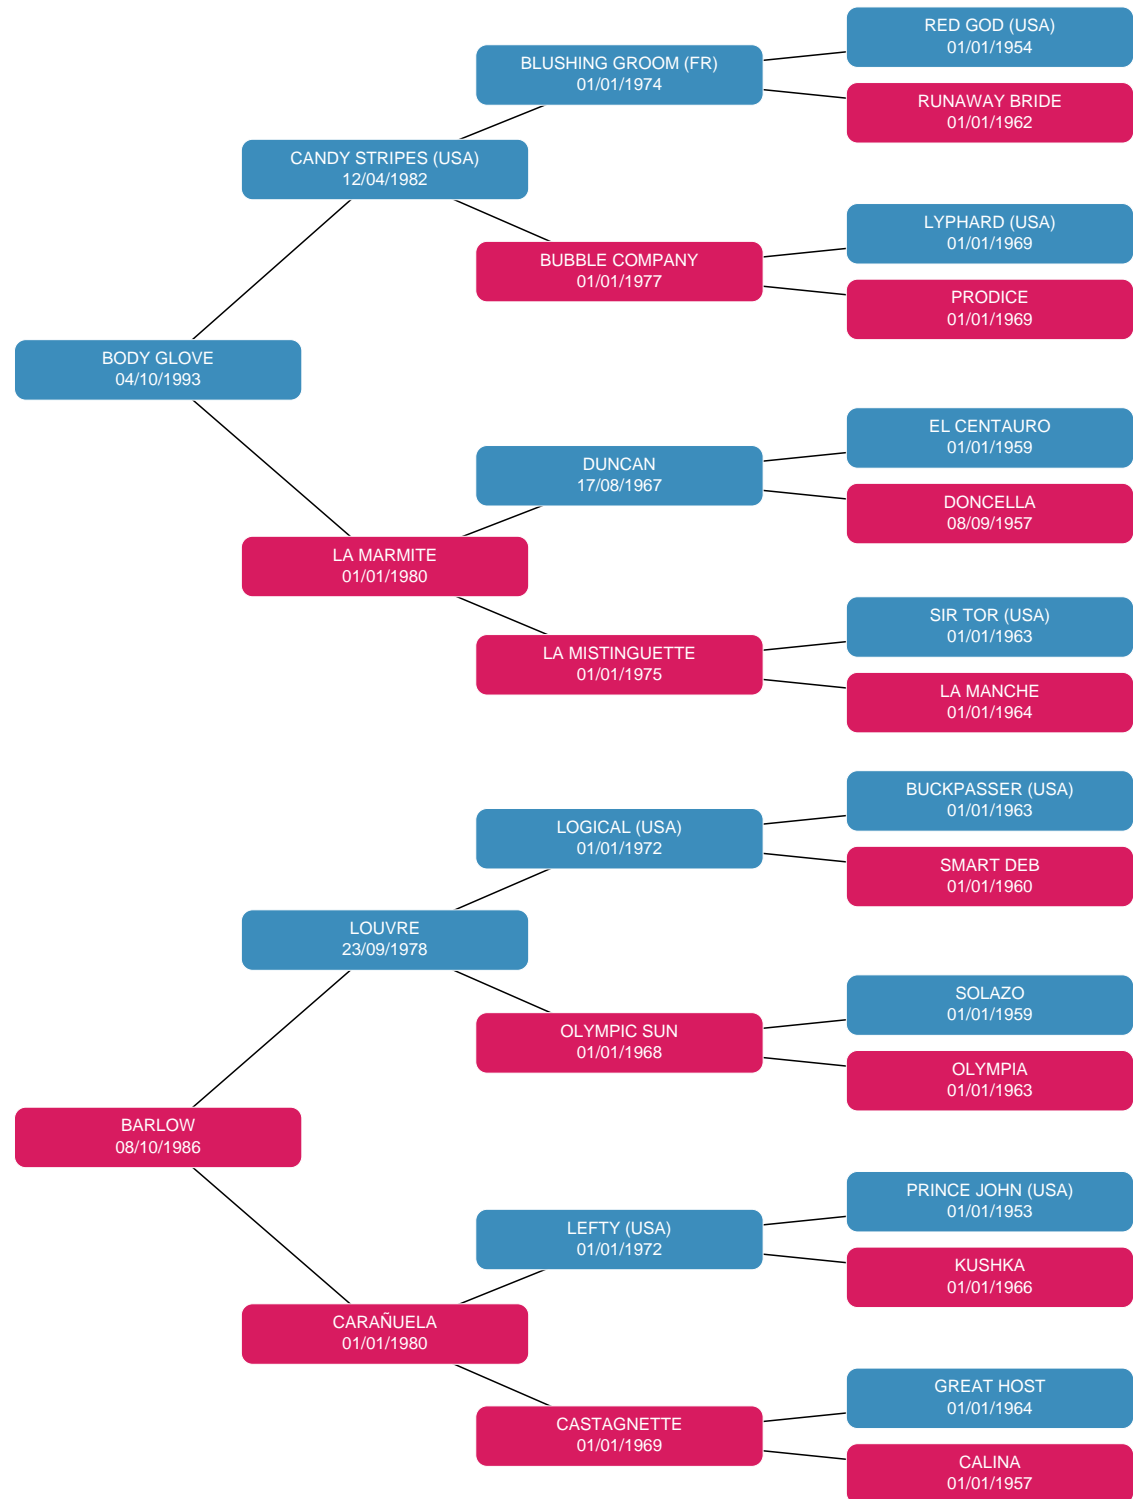 RED GOD (USA)
01/01/1954
BLUSHING GROOM (FR)
01/01/1974
RUNAWAY BRIDE
01/01/1962
CANDY STRIPES (USA)
12/04/1982
LYPHARD (USA)
01/01/1969
BUBBLE COMPANY
01/01/1977
PRODICE
01/01/1969
BODY GLOVE
04/10/1993
EL CENTAURO
01/01/1959
DUNCAN
17/08/1967
DONCELLA
08/09/1957
LA MARMITE
01/01/1980
SIR TOR (USA)
01/01/1963
LA MISTINGUETTE
01/01/1975
LA MANCHE
01/01/1964
BUCKPASSER (USA)
01/01/1963
LOGICAL (USA)
01/01/1972
SMART DEB
01/01/1960
LOUVRE
23/09/1978
SOLAZO
01/01/1959
OLYMPIC SUN
01/01/1968
OLYMPIA
01/01/1963
BARLOW
08/10/1986
PRINCE JOHN (USA)
01/01/1953
LEFTY (USA)
01/01/1972
KUSHKA
01/01/1966
CARAÑUELA
01/01/1980
GREAT HOST
01/01/1964
CASTAGNETTE
01/01/1969
CALINA
01/01/1957